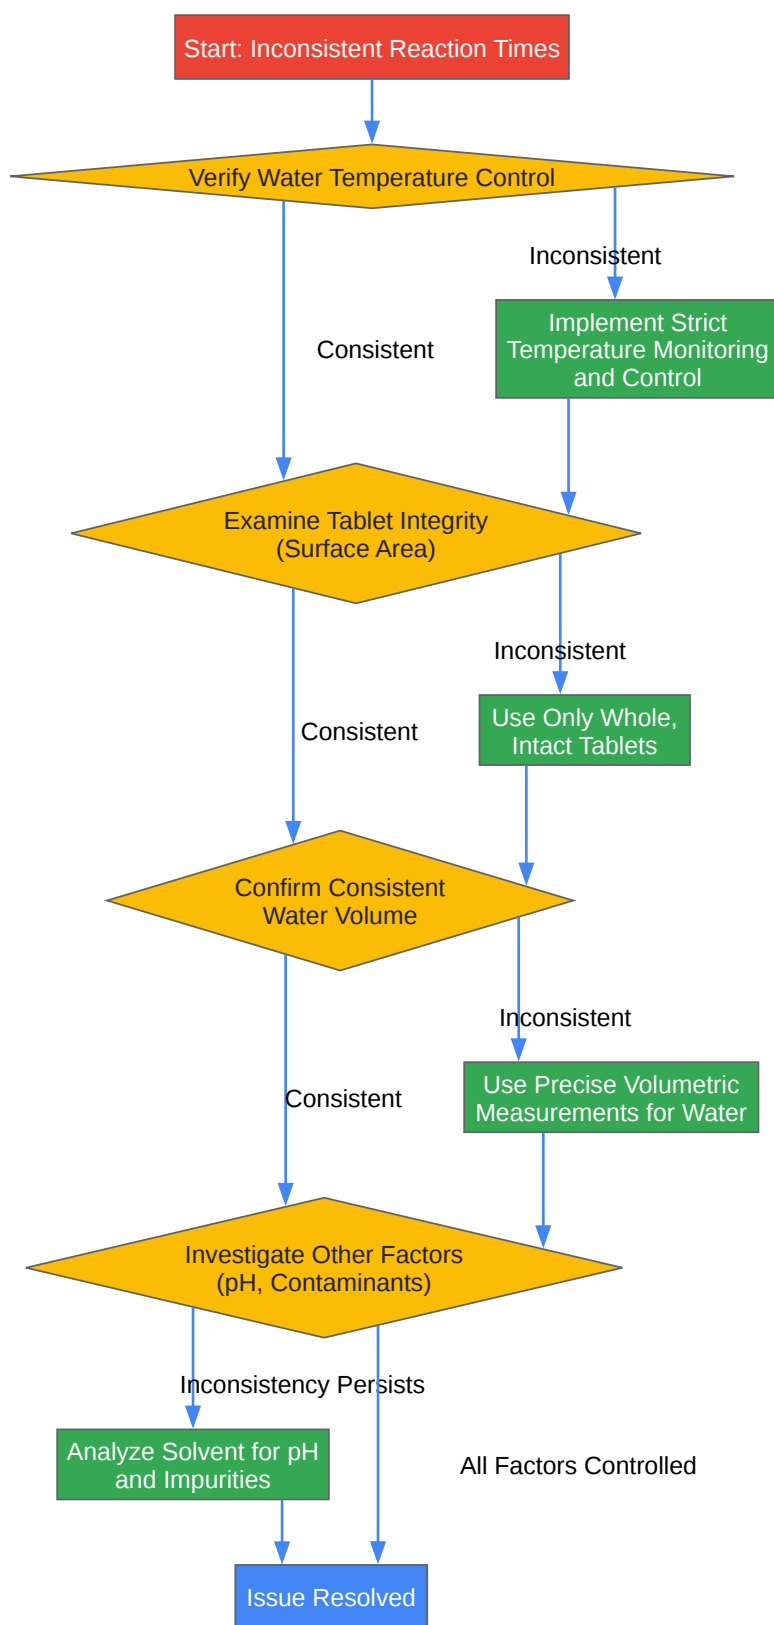 Start: Inconsistent Reaction Times
Verify Water Temperature Control
Inconsistent
Implement Strict
Temperature Monitoring
and Control
Consistent
Examine Tablet Integrity
(Surface Area)
Inconsistent
Use Only Whole,
Intact Tablets
Consistent
Confirm Consistent
Water Volume
Inconsistent
Use Precise Volumetric
Measurements for Water
Consistent
Investigate Other Factors
(pH, Contaminants)
Inconsistency Persists
Analyze Solvent for pH
and Impurities
All Factors Controlled
Issue Resolved